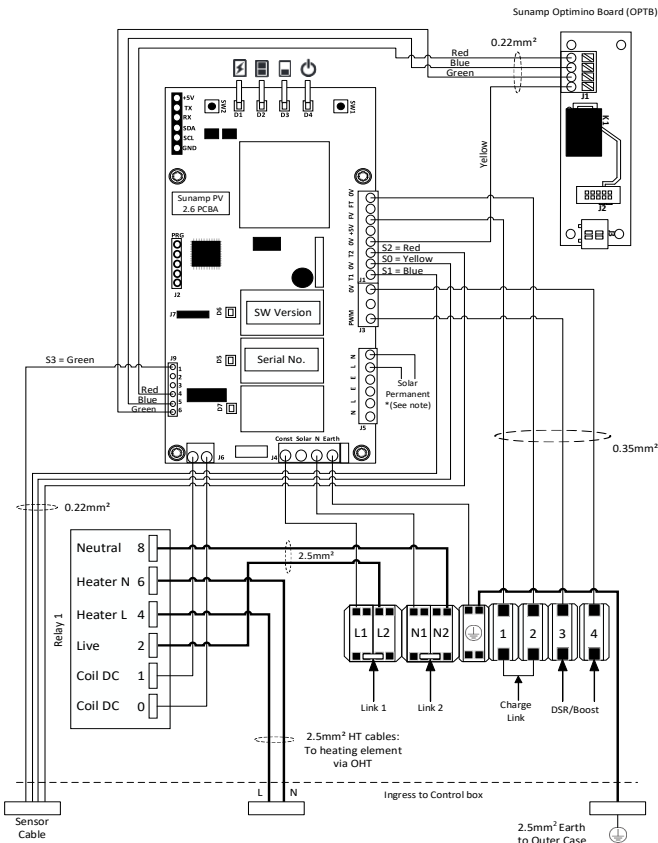 Sunamp Optimino Board (OPTB)
0.22mm²
Red
Blue
Green
J1
K1
J2
Yellow
+5V
TX
RX
SDA
SCL
GND
SW2
D1
D2
D3
D4
SW1
Sunamp PV
2.6 PCBA
PRG
J2
J7
D6
SW Version
D5
Serial No.
D7
0V
FT
PV
+5V
0V
T2
0V
T1
J1
0V
PWM
J3
S2 = Red
S0 = Yellow
S1 = Blue
N
L
E
E
L
N
J5
Solar
Permanent
*(See note)
S3 = Green
J9
1
2
3
4
5
6
Red
Blue
Green
J6
J4
Const Solar N Earth
0.35mm²
0.22mm²
2.5mm²
Relay 1
Neutral 8
Heater N 6
Heater L 4
Live 2
Coil DC 1
Coil DC 0
L1 L2
N1 N2
1
2
3
4
Link 1
Link 2
Charge
Link
DSR/Boost
2.5mm² HT cables:
To heating element
via OHT
L N
Ingress to Control box
Sensor
Cable
2.5mm² Earth
to Outer Case